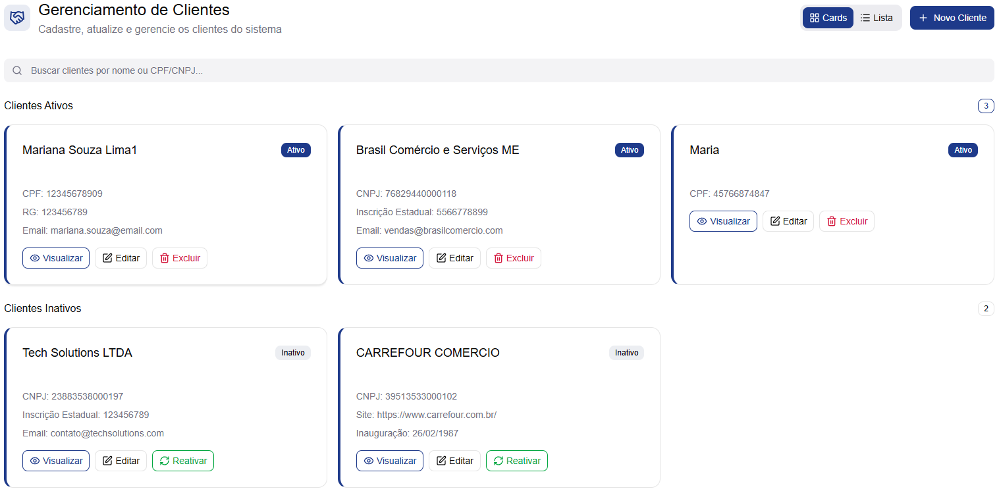 Gerenciamento de Clientes
Cadastre, atualize e gerencie os clientes do sistema
Cards
Lista
Novo Cliente
Buscar clientes por nome ou CPF/CNPJ...
Clientes Ativos
3
Mariana Souza Lima1
Ativo
CPF: 12345678909
RG: 123456789
Email: mariana.souza@email.com
Visualizar
Editar
Excluir
Brasil Comércio e Serviços ME
Ativo
CNPJ: 76829440000118
Inscrição Estadual: 5566778899
Email: vendas@brasilcomercio.com
Visualizar
Editar
Excluir
Maria
Ativo
CPF: 45766874847
Visualizar
Editar
Excluir
Clientes Inativos
2
Tech Solutions LTDA
Inativo
CNPJ: 23883538000197
Inscrição Estadual: 123456789
Email: contato@techsolutions.com
Visualizar
Editar
Reativar
CARREFOUR COMERCIO
Inativo
CNPJ: 39513533000102
Site: https://www.carrefour.com.br/
Inauguração: 26/02/1987
Visualizar
Editar
Reativar